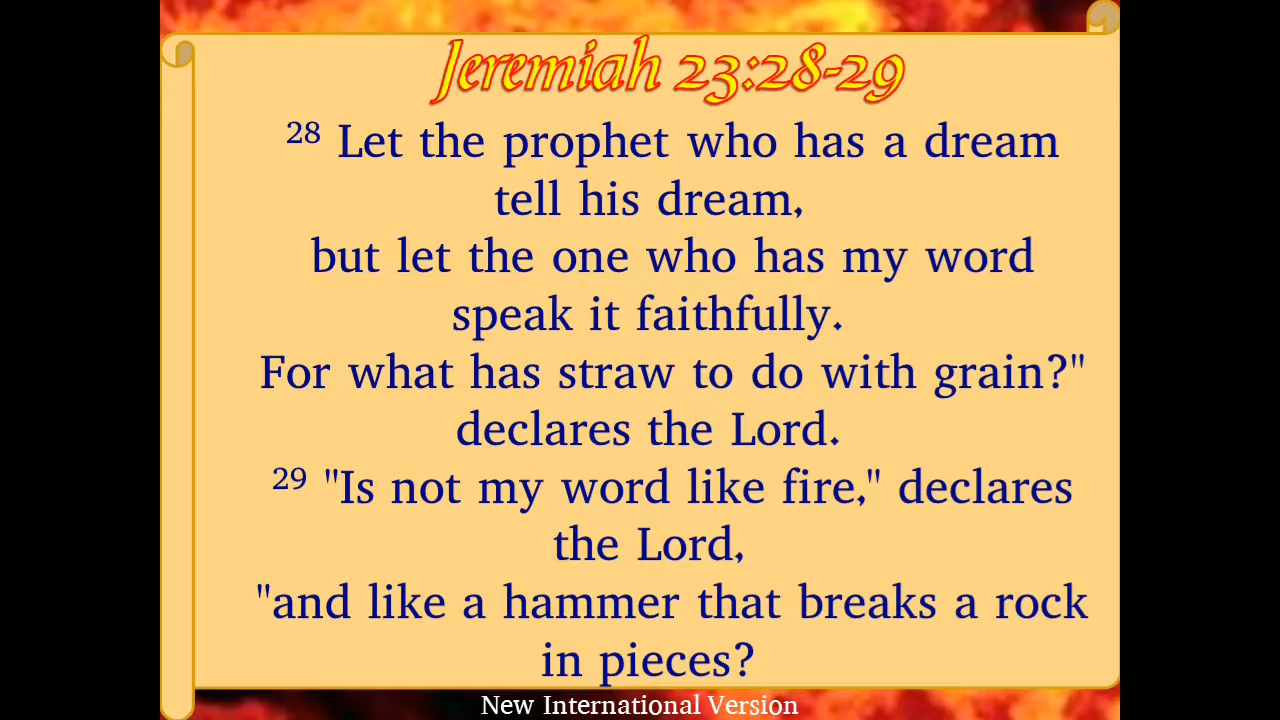 Jeremiah 23:28-29
28 Let the prophet who has a dream
tell his dream,
but let the one who has my word
speak it faithfully.
For what has straw to do with grain?"
declares the Lord.
29 "Is not my word like fire," declares
the Lord,
"and like a hammer that breaks a rock
in pieces?
New International Version